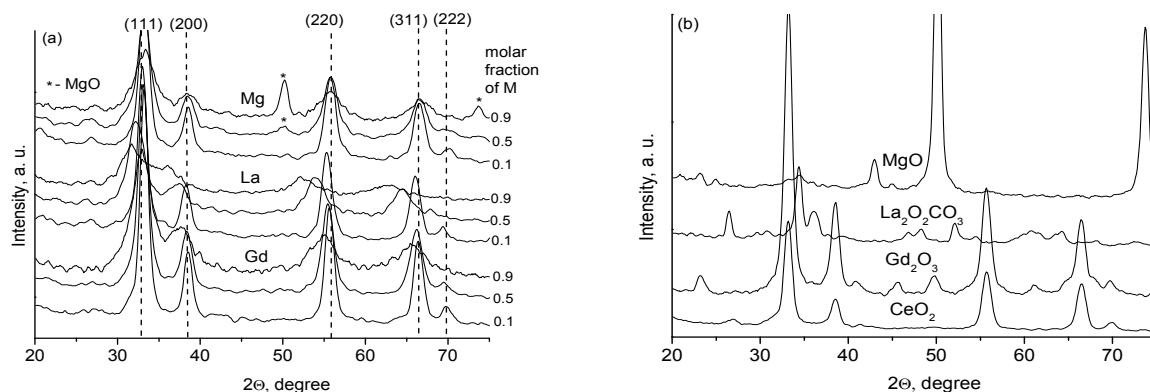 (a)
(111)
(200)
(220)
(311)
(222)
molar
fraction
of M
*- MgO
*
*
*
Mg
0.9
0.5
0.1
La
0.9
0.5
0.1
Gd
0.9
0.5
0.1
Intensity, a. u.
20 30 40 50 60 70
2Θ, degree
(b)
MgO
La₂O₂CO₃
Gd₂O₃
CeO₂
Intensity, a. u.
20 30 40 50 60 70
2Θ, degree